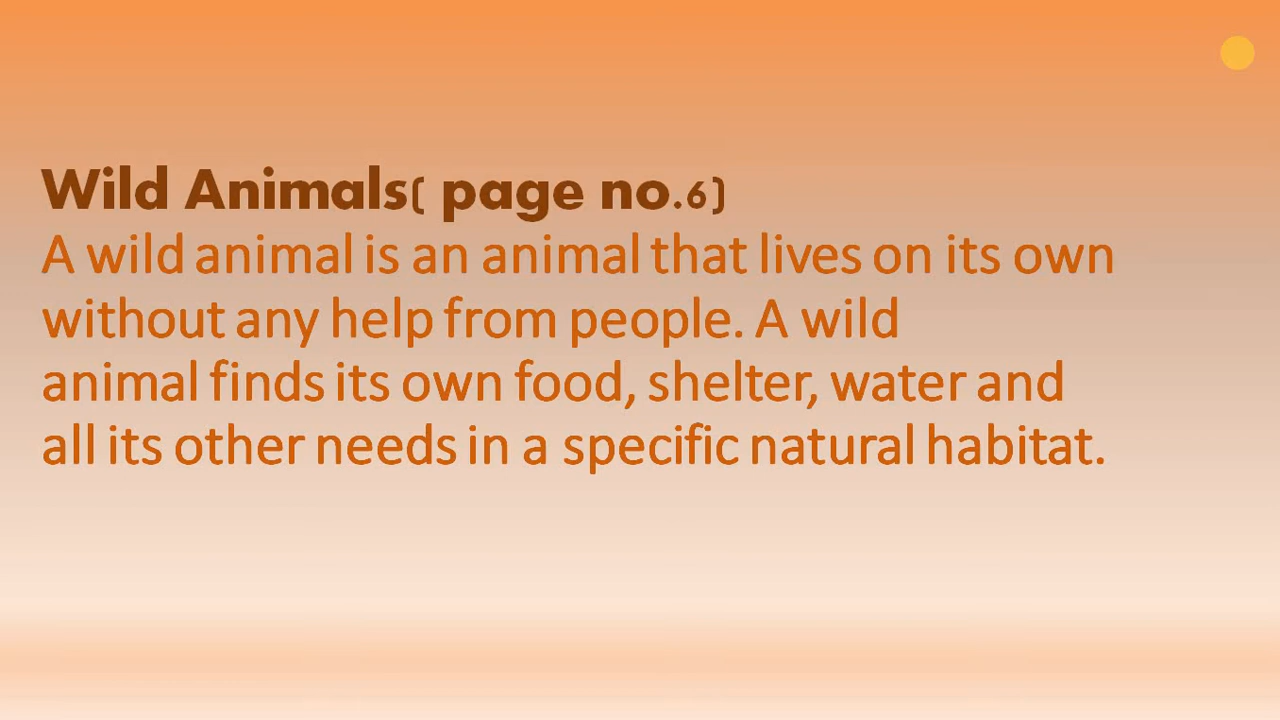 Wild Animals( page no.6)
A wild animal is an animal that lives on its own
without any help from people. A wild
animal finds its own food, shelter, water and
all its other needs in a specific natural habitat.